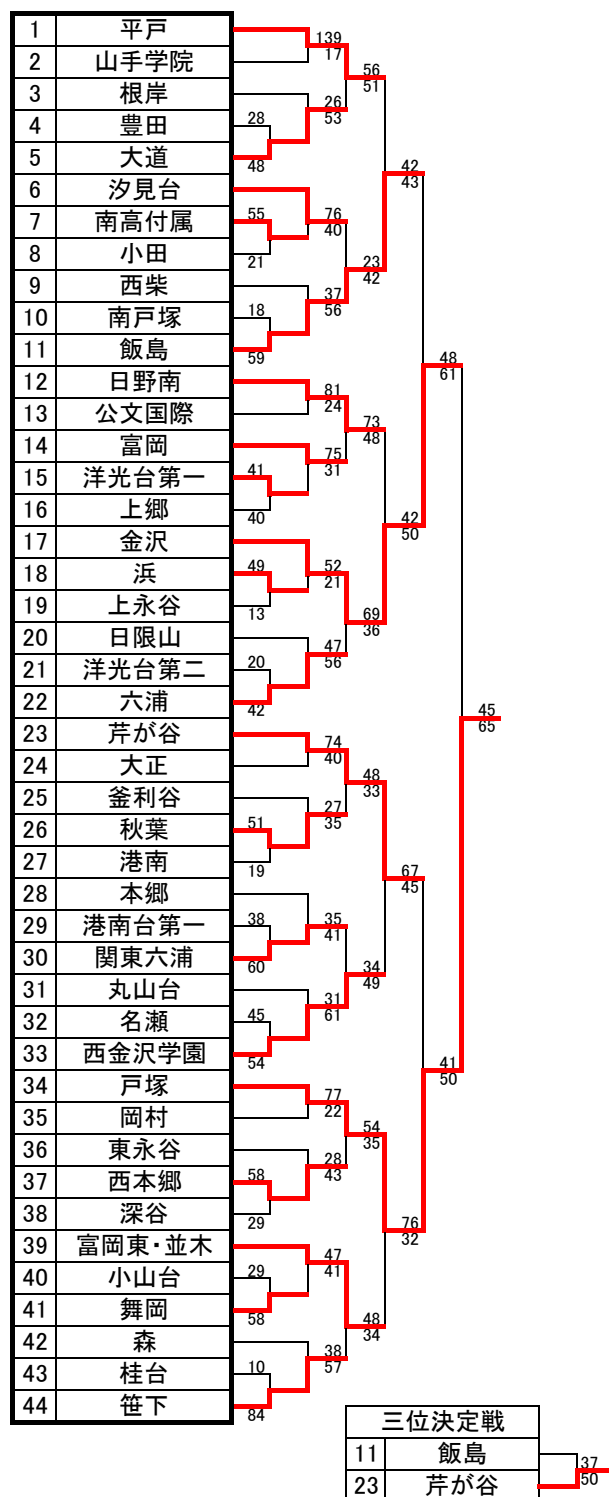 1 平戸
2 山手学院
3 根岸
4 豊田
5 大道
6 汐見台
7 南高付属
8 小田
9 西柴
10 南戸塚
11 飯島
12 日野南
13 公文国際
14 富岡
15 洋光台第一
16 上郷
17 金沢
18 浜
19 上永谷
20 日限山
21 洋光台第二
22 六浦
23 芹が谷
24 大正
25 釜利谷
26 秋葉
27 港南
28 本郷
29 港南台第一
30 関東六浦
31 丸山台
32 名瀬
33 西金沢学園
34 戸塚
35 岡村
36 東永谷
37 西本郷
38 深谷
39 富岡東・並木
40 小山台
41 舞岡
42 森
43 桂台
44 笹下
28
48
55
21
18
59
41
40
49
13
20
42
51
19
38
60
45
54
58
29
29
58
10
84
139
17
26
53
76
40
37
56
81
24
75
31
52
21
47
56
74
40
27
35
35
41
31
61
77
22
28
43
47
41
38
57
56
51
23
42
73
48
69
36
48
33
34
49
54
35
48
34
42
43
42
50
67
45
76
32
48
61
41
50
45
65
三位決定戦
11 飯島
23 芹が谷
37
50